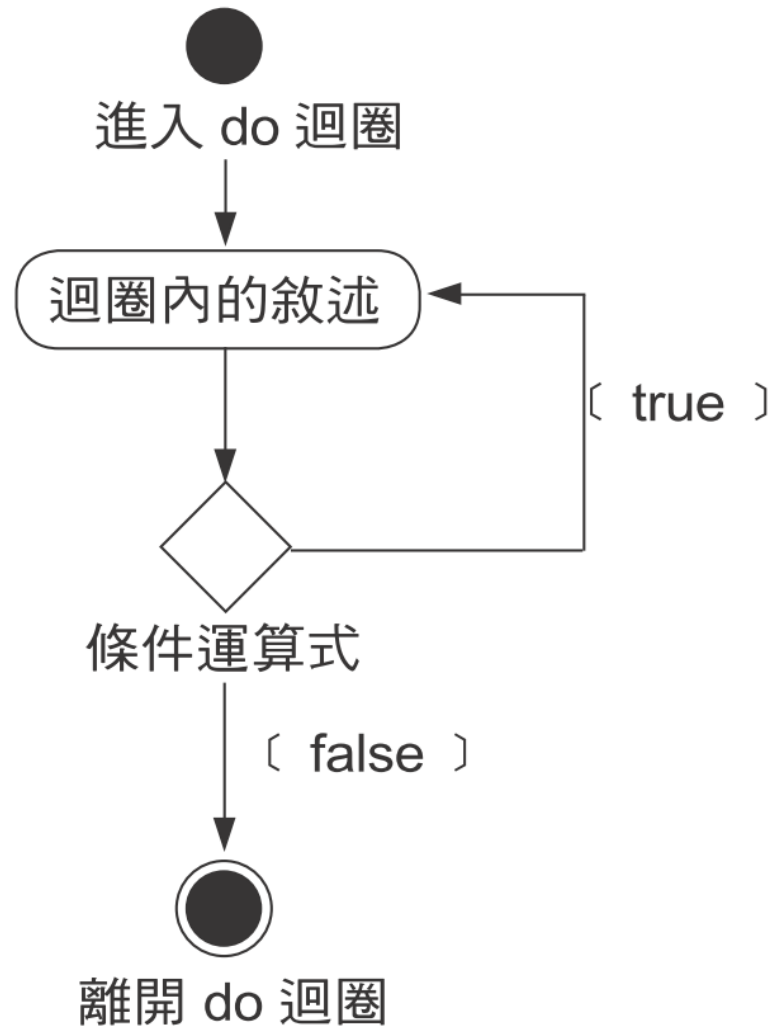 進入 do 迴圈
迴圈內的敘述
〔 true 〕
條件運算式
〔 false 〕
離開 do 迴圈